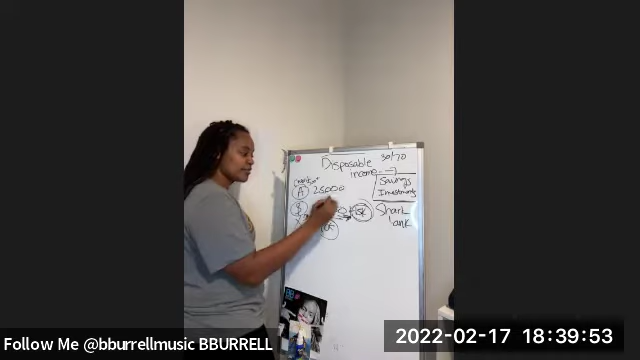 Disposable 30/70
income
Savings
Investments
A 25000
B
15K
Shark
Tank
Follow Me @bburrellmusic BBURRELL
2022-02-17 18:39:53